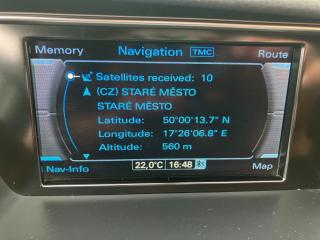 Memory Navigation TMC Route
Satellites received: 10
(CZ) STARÉ MĚSTO
STARÉ MĚSTO
Latitude: 50°00'13.7" N
Longitude: 17°26'06.8" E
Altitude: 560 m
Nav-Info 22,0°C 16:48 Map